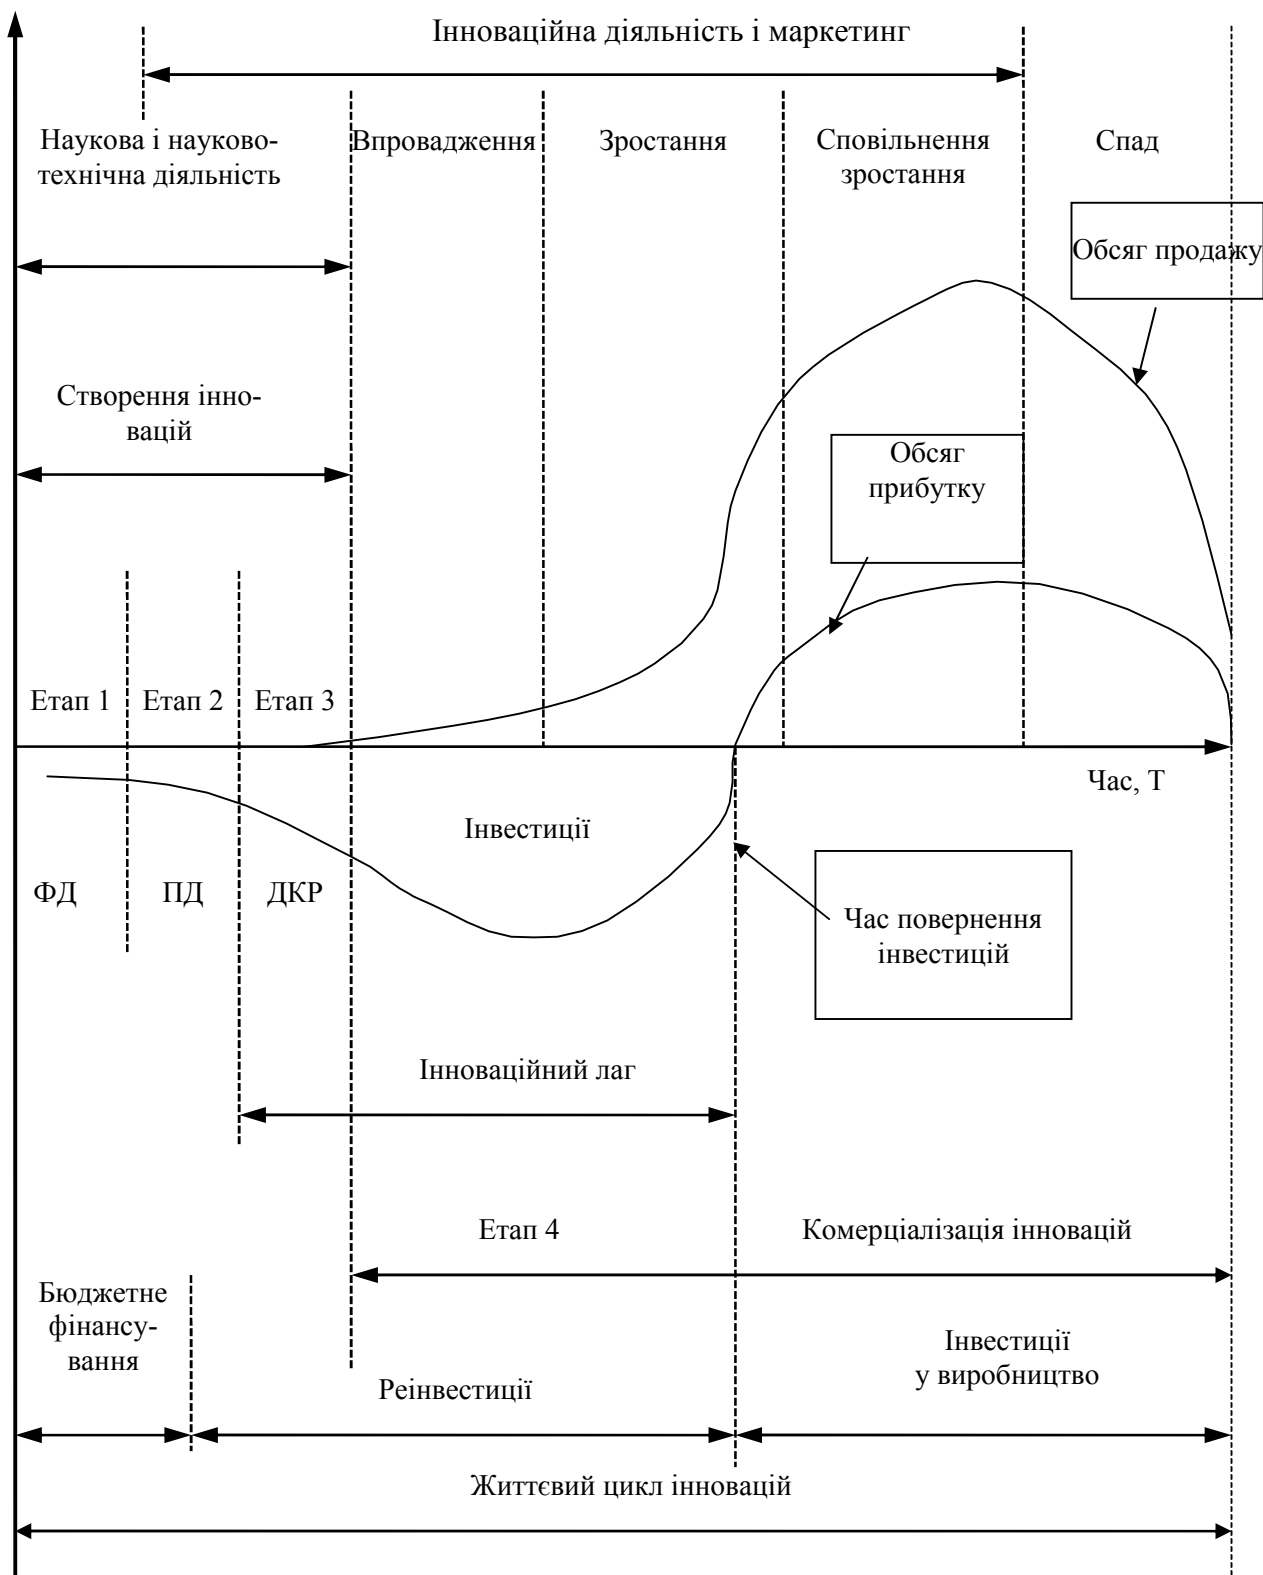 Інноваційна діяльність і маркетинг
Наукова і науково-
технічна діяльність
Впровадження
Зростання
Сповільнення
зростання
Спад
Обсяг продажу
Створення інно-
вацій
Обсяг
прибутку
Етап 1
Етап 2
Етап 3
Час, Т
Інвестиції
ФД
ПД
ДКР
Час повернення
інвестицій
Інноваційний лаг
Етап 4
Комерціалізація інновацій
Бюджетне
фінансу-
вання
Реінвестиції
Інвестиції
у виробництво
Життєвий цикл інновацій